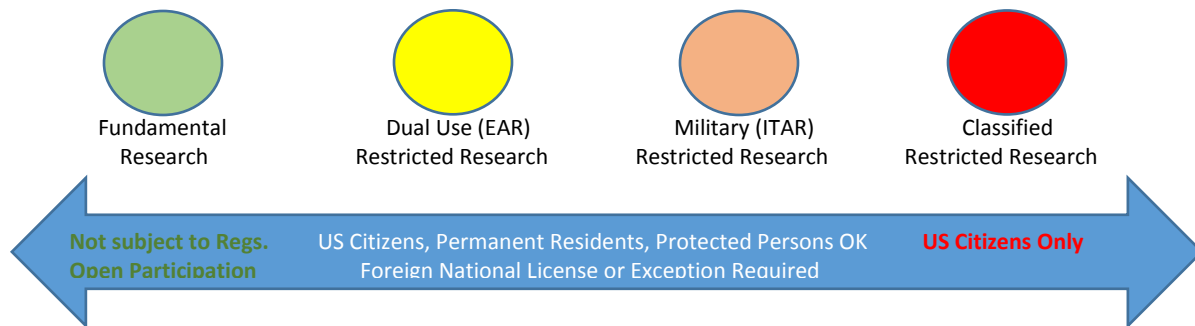 Fundamental
Research
Dual Use (EAR)
Restricted Research
Military (ITAR)
Restricted Research
Classified
Restricted Research
Not subject to Regs.
Open Participation
US Citizens, Permanent Residents, Protected Persons OK
Foreign National License or Exception Required
US Citizens Only